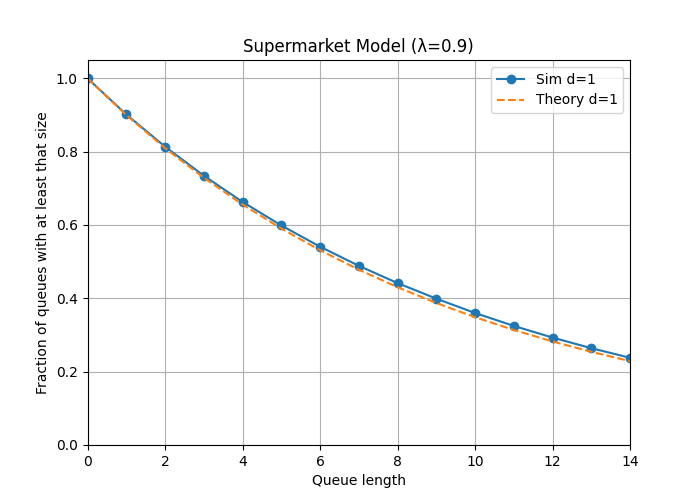 Supermarket Model (λ=0.9)
Sim d=1
Theory d=1
Fraction of queues with at least that size
1.0
0.8
0.6
0.4
0.2
0.0
0 2 4 6 8 10 12 14
Queue length